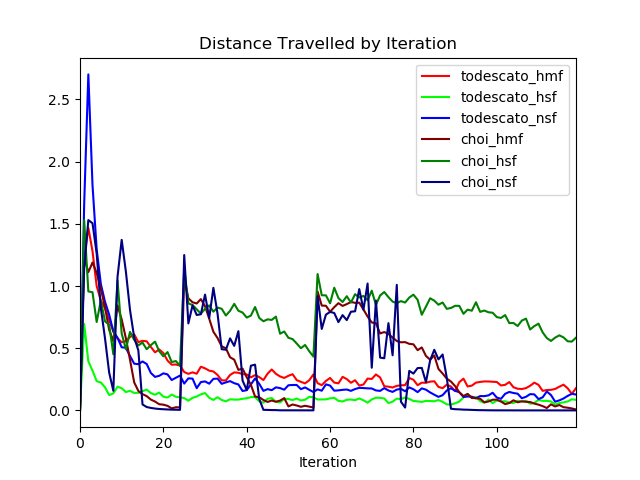 Distance Travelled by Iteration
todescato_hmf
todescato_hsf
todescato_nsf
choi_hmf
choi_hsf
choi_nsf
2.5
2.0
1.5
1.0
0.5
0.0
0 20 40 60 80 100
Iteration